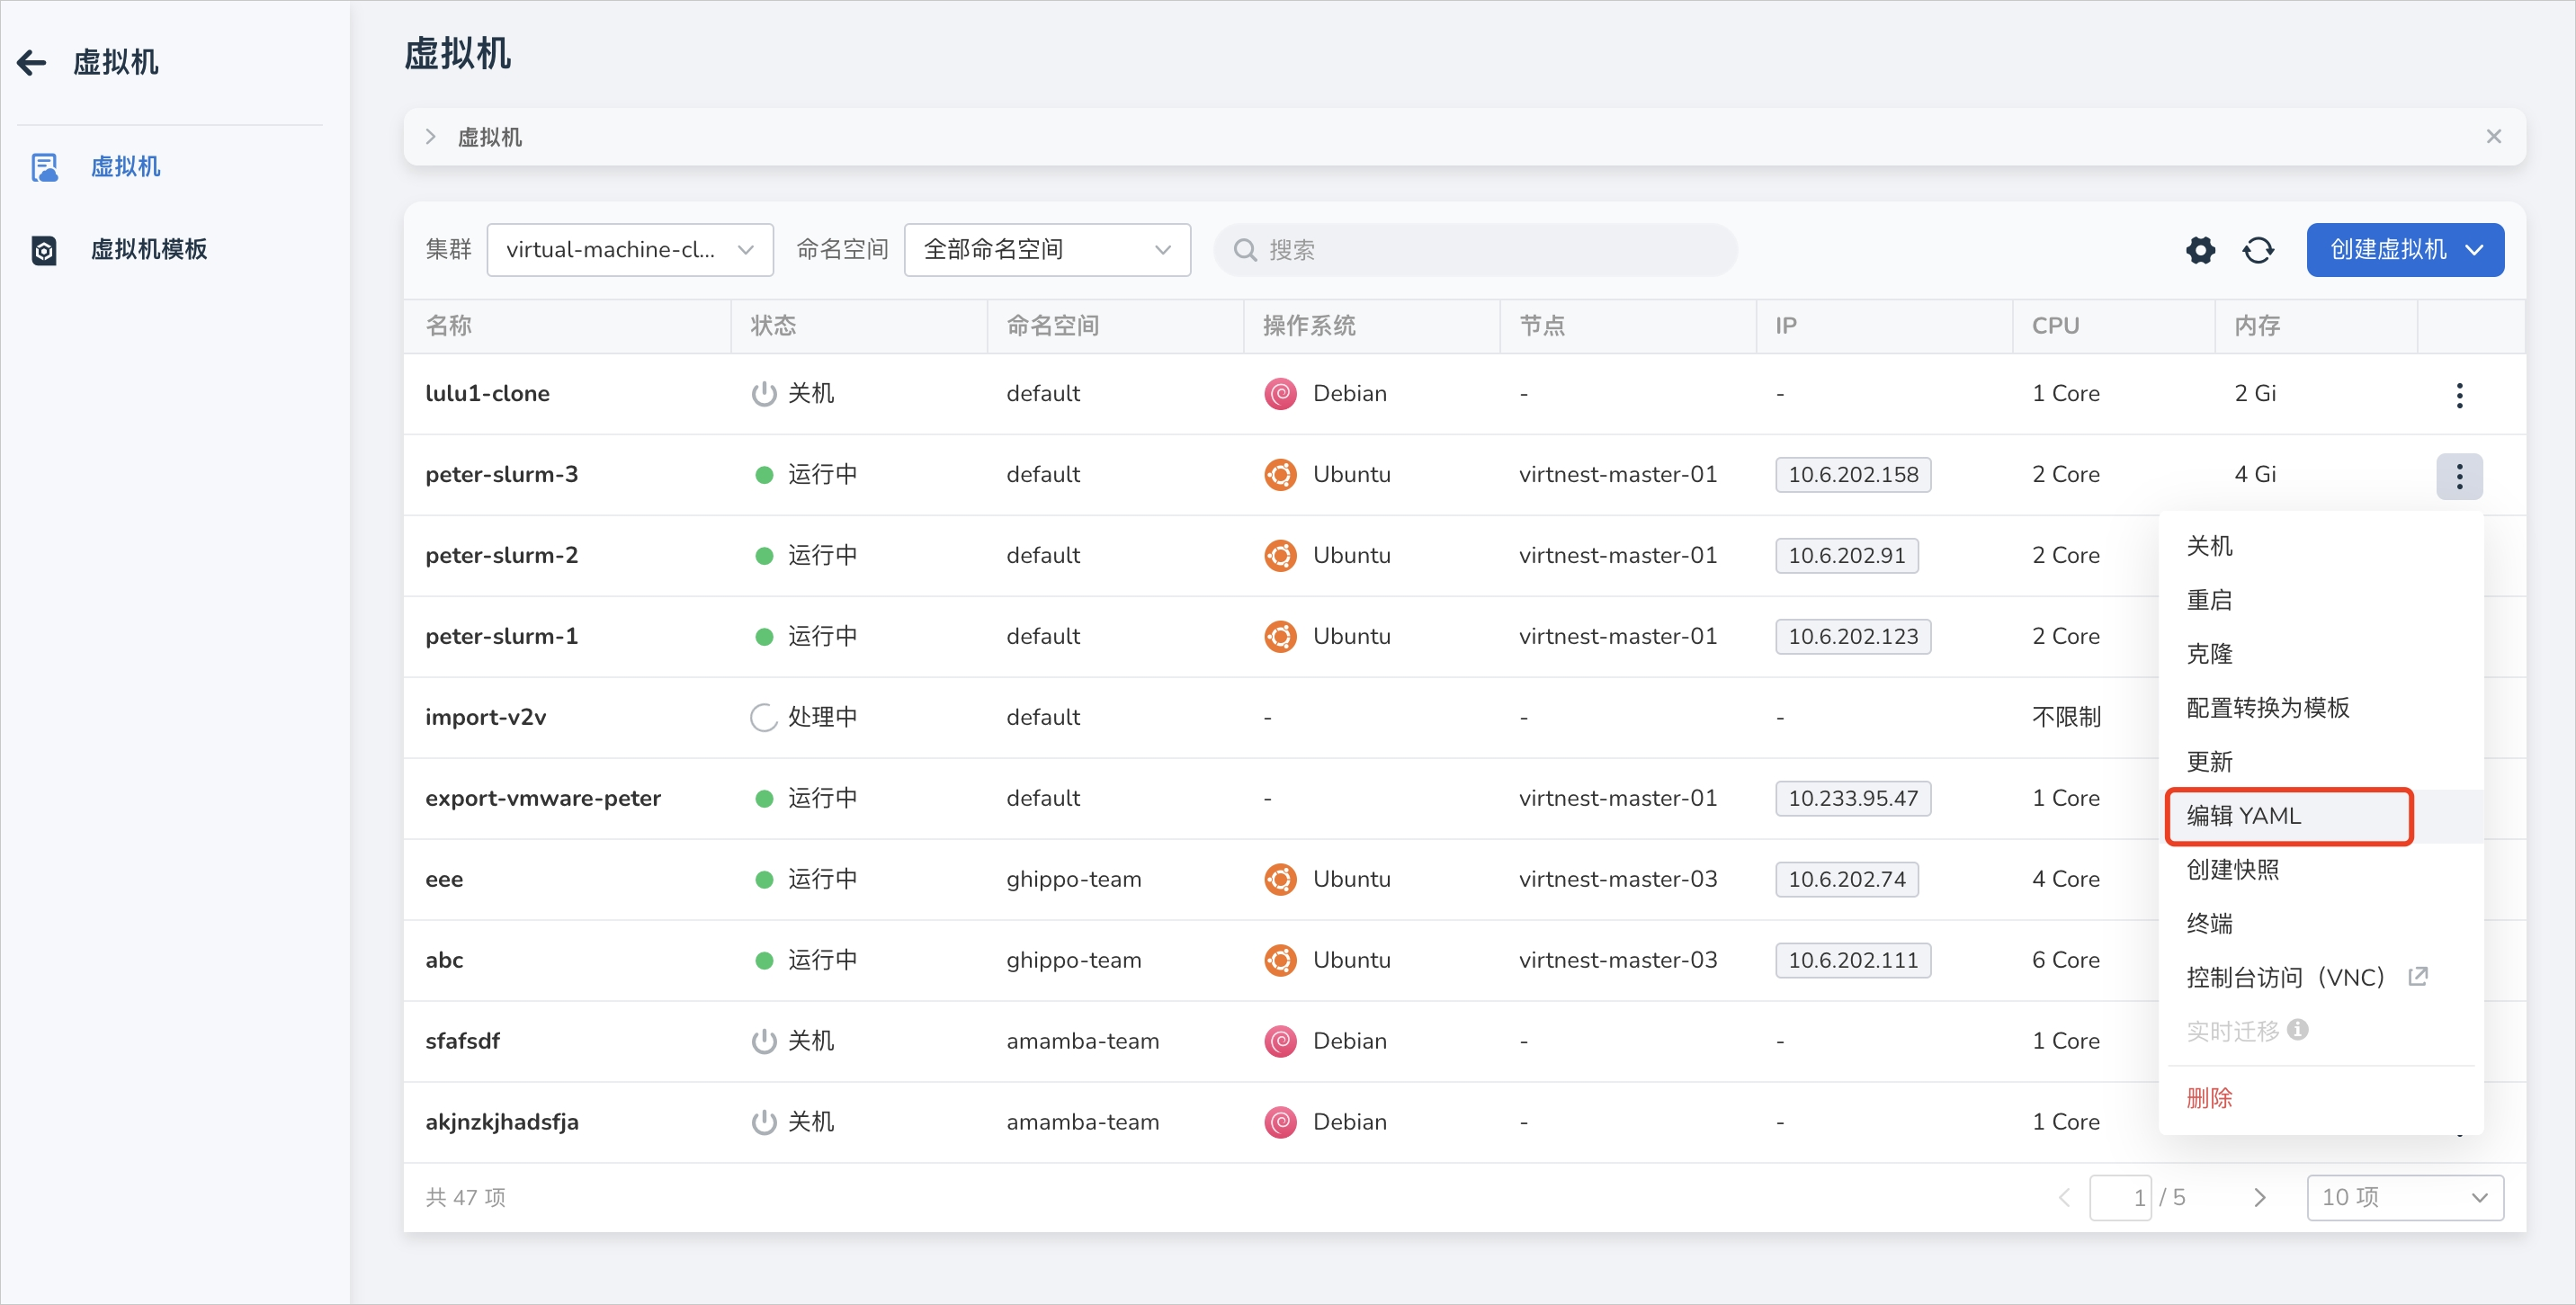 虚拟机
虚拟机
虚拟机模板
虚拟机
虚拟机
集群 virtual-machine-cl... 命名空间 全部命名空间 搜索 创建虚拟机
名称 状态 命名空间 操作系统 节点 IP CPU 内存
lulu1-clone 关机 default Debian - - 1 Core 2 Gi
peter-slurm-3 运行中 default Ubuntu virtnest-master-01 10.6.202.158 2 Core 4 Gi
peter-slurm-2 运行中 default Ubuntu virtnest-master-01 10.6.202.91 2 Core
peter-slurm-1 运行中 default Ubuntu virtnest-master-01 10.6.202.123 2 Core
import-v2v 处理中 default - - - 不限制
export-vmware-peter 运行中 default - virtnest-master-01 10.233.95.47 1 Core
eee 运行中 ghippo-team Ubuntu virtnest-master-03 10.6.202.74 4 Core
abc 运行中 ghippo-team Ubuntu virtnest-master-03 10.6.202.111 6 Core
sfafsdf 关机 amamba-team Debian - - 1 Core
akjnzkjhadsfja 关机 amamba-team Debian - - 1 Core
关机
重启
克隆
配置转换为模板
更新
编辑 YAML
创建快照
终端
控制台访问（VNC）
实时迁移
删除
共 47 项 1 / 5 10 项